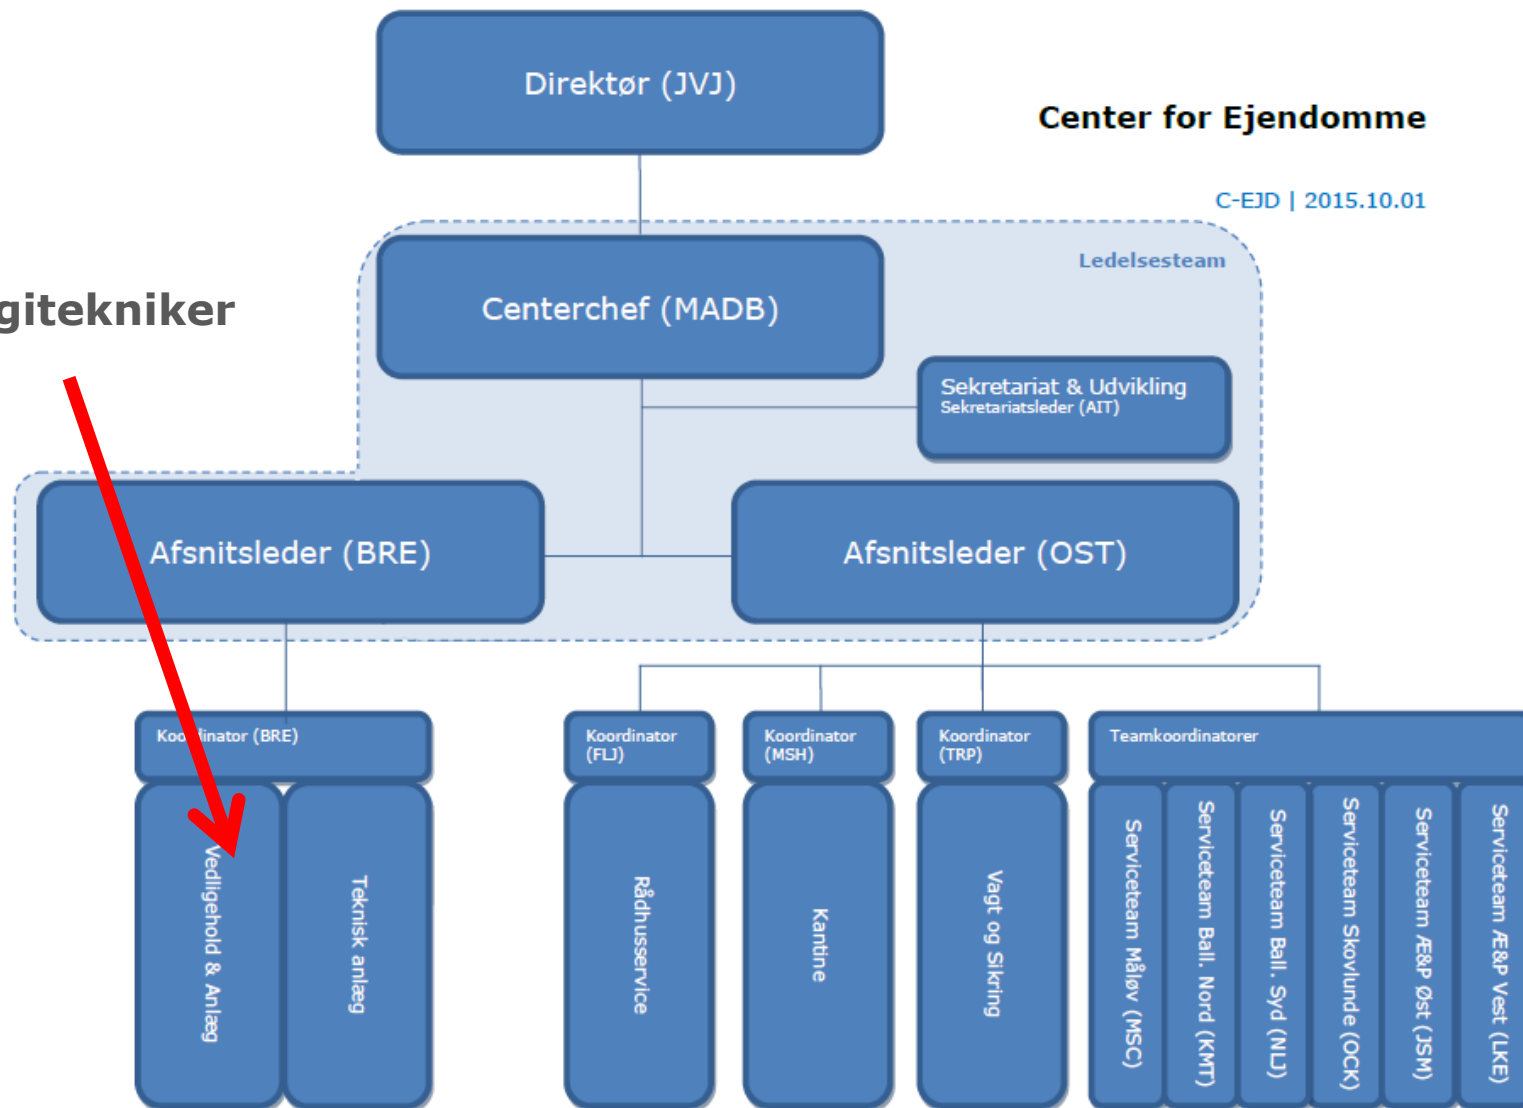 Direktør (JVJ)
Center for Ejendomme
C-EJD | 2015.10.01
Ledelsesteam
gitekniker
Centerchef (MADB)
Sekretariat & Udvikling
Sekretariatsleder (AIT)
Afsnitsleder (BRE)
Afsnitsleder (OST)
Koordinator (BRE)
Koordinator
(FLJ)
Koordinator
(MSH)
Koordinator
(TRP)
Teamkoordinatorer
Vedligehold & Anlæg
Teknisk anlæg
Rådhusservice
Kantine
Vagt og Sikring
Serviceteam Måløv (MSC)
Serviceteam Ball. Nord (KMT)
Serviceteam Ball. Syd (NLJ)
Serviceteam Skovlunde (OCK)
Serviceteam Æ&P Øst (JSM)
Serviceteam Æ&P Vest (LKE)